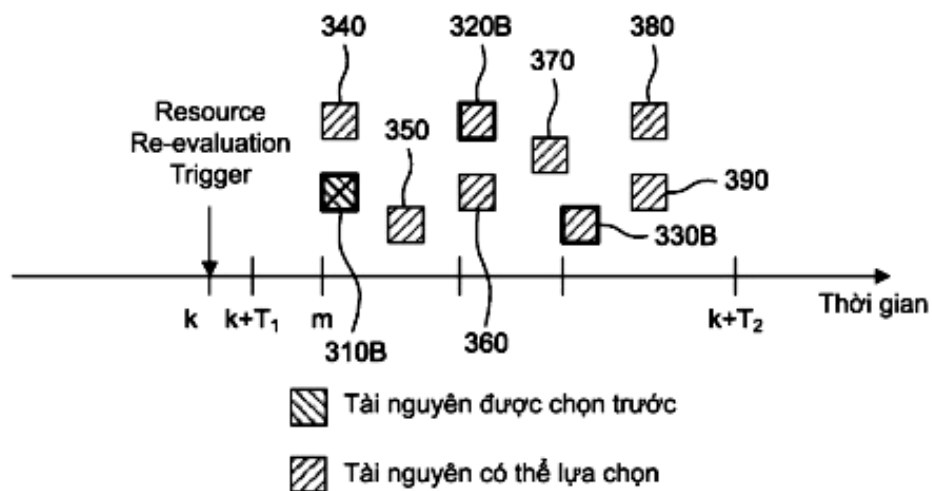 340
320B
380
370
Resource
Re-evaluation
Trigger
350
390
330B
k
k+T₁
m
310B
360
k+T₂
Thời gian
Tài nguyên được chọn trước
Tài nguyên có thể lựa chọn